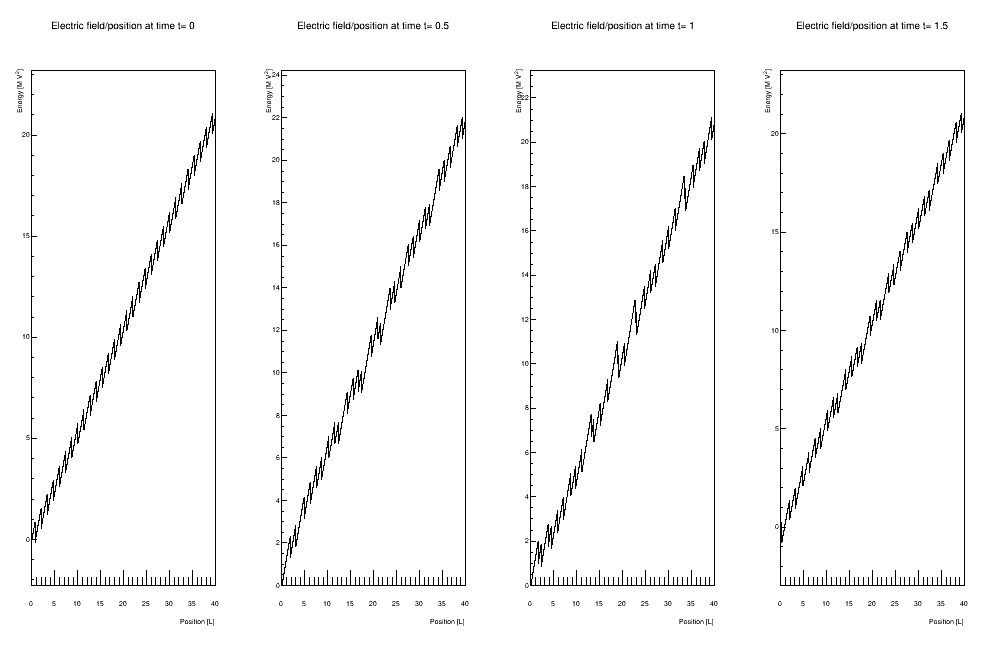 Electric field/position at time t= 0
Energy [M V²]
20
15
10
5
0
0 5 10 15 20 25 30 35 40
Position [L]
Electric field/position at time t= 0.5
Energy [M V²]
24
22
20
18
16
14
12
10
8
6
4
2
0
0 5 10 15 20 25 30 35 40
Position [L]
Electric field/position at time t= 1
Energy [M V²]
22
20
18
16
14
12
10
8
6
4
2
0
0 5 10 15 20 25 30 35 40
Position [L]
Electric field/position at time t= 1.5
Energy [M V²]
20
15
10
5
0
0 5 10 15 20 25 30 35 40
Position [L]